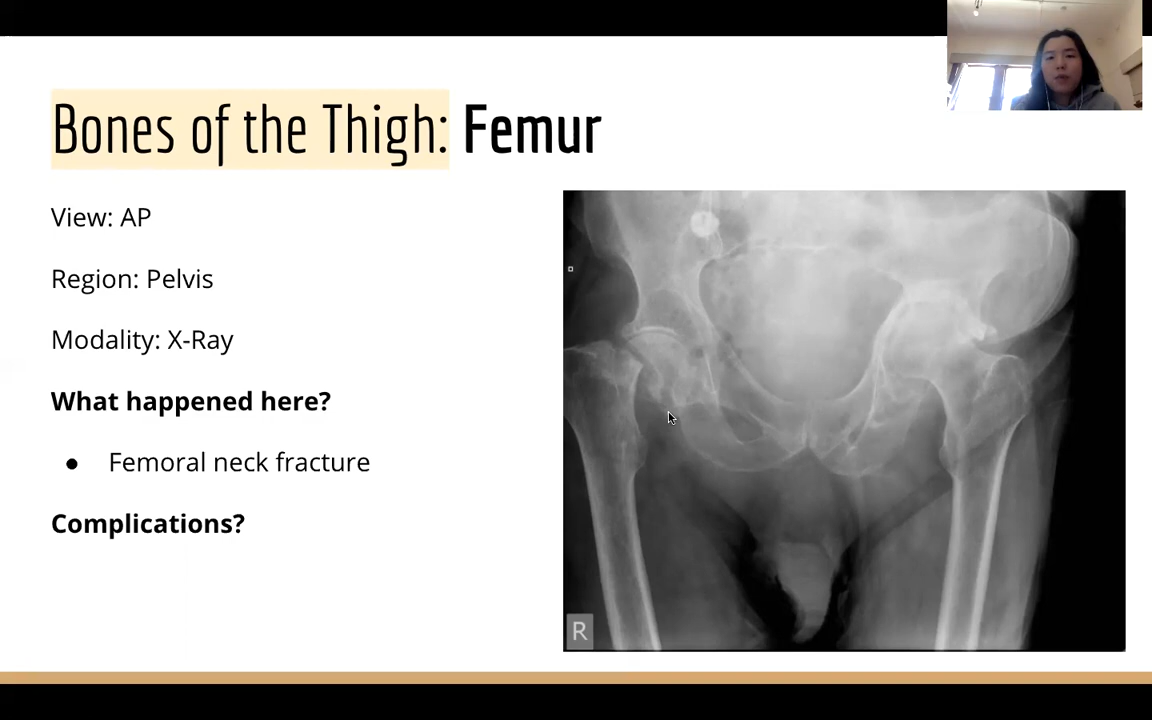 Bones of the Thigh: Femur
View: AP
Region: Pelvis
Modality: X-Ray
What happened here?
● Femoral neck fracture
Complications?
R